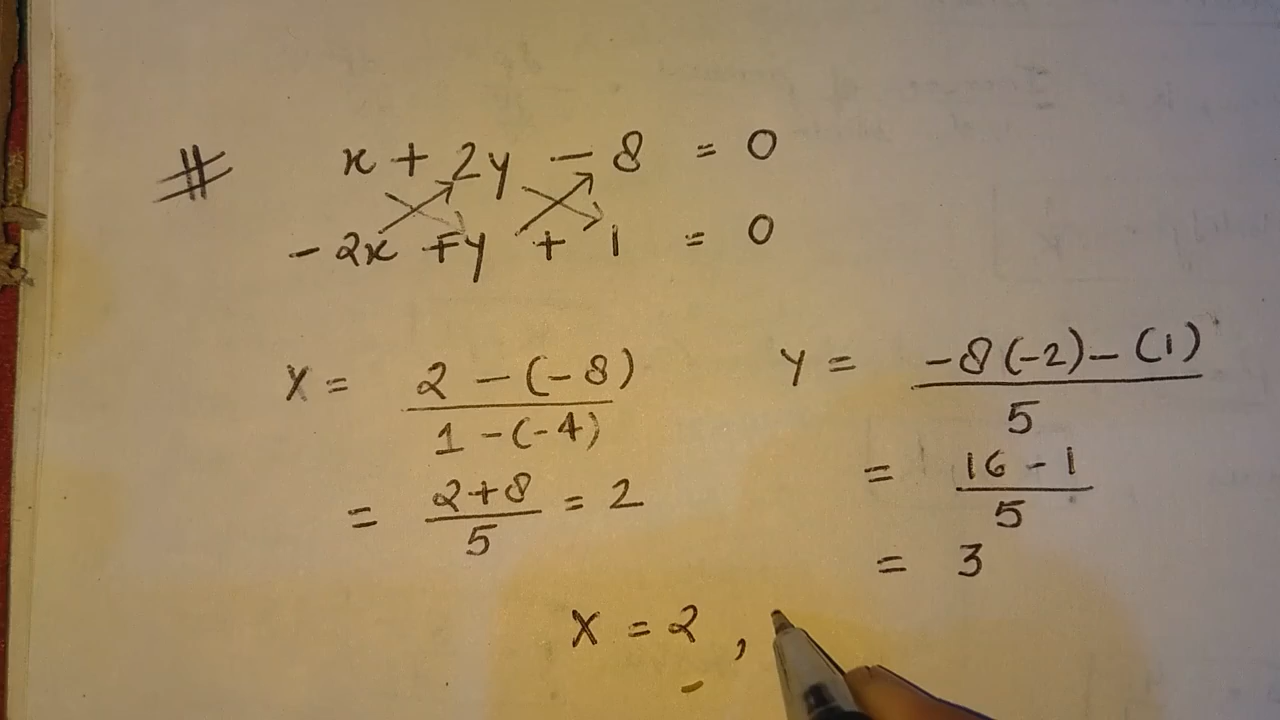 # x + 2y - 8 = 0
-2x + y + 1 = 0
X = 2 - (-8) / 1 - (-4)
= 2+8 / 5 = 2
Y = -8(-2) - (1) / 5
= 16 - 1 / 5
= 3
X = 2 ,